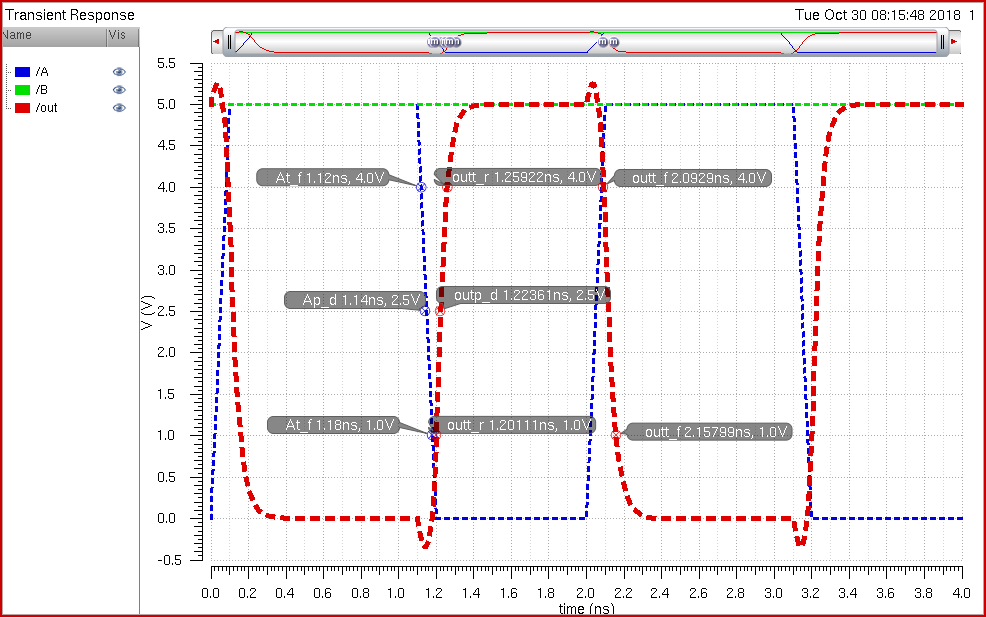 Transient Response
Tue Oct 30 08:15:48 2018 1
Name Vis
/A
/B
/out
V (V)
5.5
5.0
4.5
4.0
3.5
3.0
2.5
2.0
1.5
1.0
0.5
0.0
-0.5
At_f 1.12ns, 4.0V
outt_r 1.25922ns, 4.0V
outt_f 2.0929ns, 4.0V
Ap_d 1.14ns, 2.5V
outp_d 1.22361ns, 2.5V
At_f 1.18ns, 1.0V
outt_r 1.20111ns, 1.0V
outt_f 2.15799ns, 1.0V
0.0 0.2 0.4 0.6 0.8 1.0 1.2 1.4 1.6 1.8 2.0 2.2 2.4 2.6 2.8 3.0 3.2 3.4 3.6 3.8 4.0
time (ns)